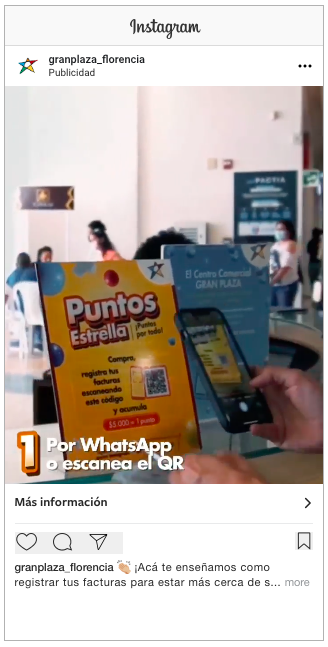 Instagram
granplaza_florencia
Publicidad
PACTIA
El Centro Comercial
GRAN PLAZA
Puntos
Estrella
¡Puntos
por todo!
Compra,
registra tus
facturas
escaneando
este código
y acumula
$5.000 = 1 punto
1 Por WhatsApp
o escanea el QR
Más información
granplaza_florencia 👏🏼 ¡Acá te enseñamos como
registrar tus facturas para estar más cerca de s... more